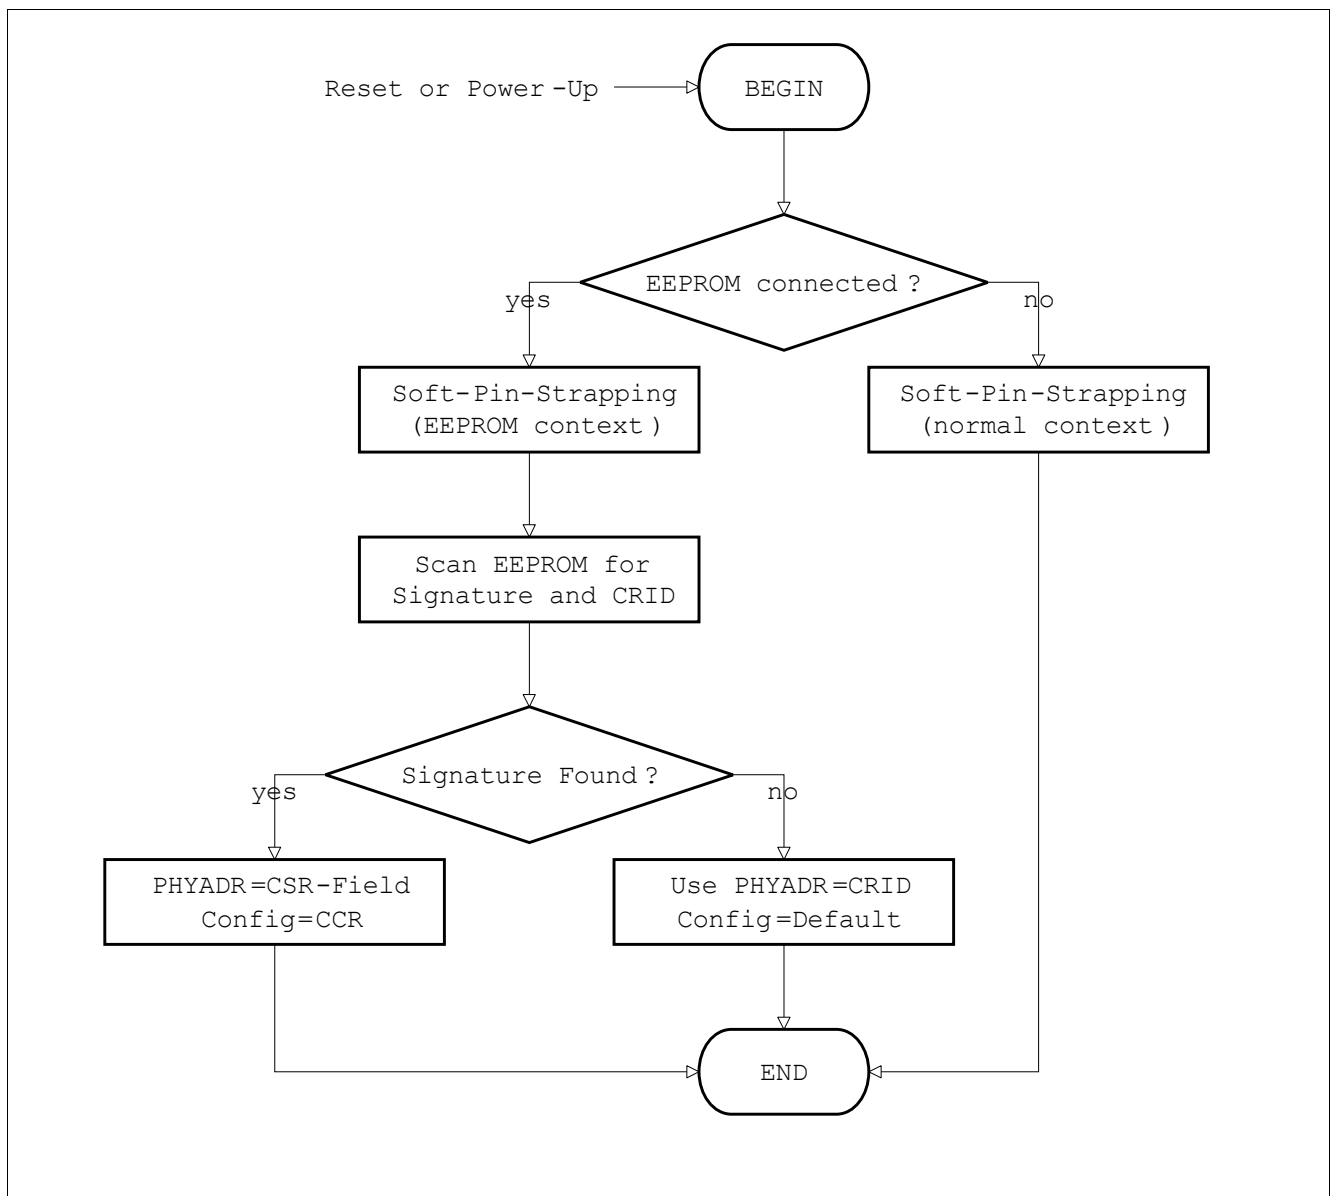 Reset or Power-Up
BEGIN
EEPROM connected?
yes
no
Soft-Pin-Strapping
(EEPROM context)
Soft-Pin-Strapping
(normal context)
Scan EEPROM for
Signature and CRID
Signature Found?
yes
no
PHYADR=CSR-Field
Config=CCR
Use PHYADR=CRID
Config=Default
END